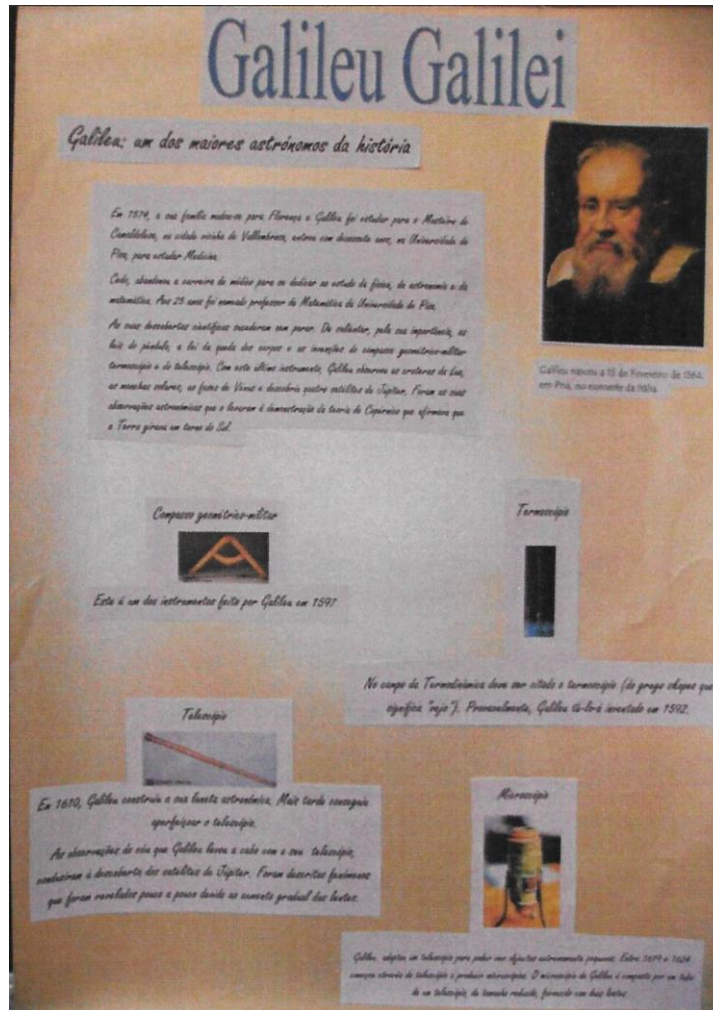 Galileu Galilei
Galileu: um dos maiores astrónomos da história
Em 1574, a sua família mudou-se para Florença e Galileu foi estudar para o Mosteiro de
Camaldolese, na cidade vizinha de Vallombrosa, entrou com dezassete anos, na Universidade de
Pisa, para estudar Medicina.
Cedo, abandonou a carreira de médico para se dedicar ao estudo da física, da astronomia e da
matemática. Aos 25 anos foi nomeado professor de Matemática da Universidade de Pisa.
As suas descobertas científicas sucederam sem parar. De salientar, pela sua importância, as
leis do pêndulo, a lei da queda dos corpos e as invenções do compasso geométrico-militar
termoscópio e do telescópio. Com este último instrumento, Galileu observou as crateras da Lua,
as manchas solares, as fases de Vénus e descobriu quatro satélites de Júpiter. Foram as suas
observações astronómicas que o levaram à demonstração da teoria de Copérnico que afirmava que
a Terra girava em torno do Sol.
Galileu nasceu a 15 de Fevereiro de 1564,
em Pisa, no noroeste da Itália.
Compasso geométrico-militar
Este é um dos instrumentos feito por Galileu em 1597
Termoscópio
No campo da Termodinâmica deve ser citado o termoscópio (do grego skopeo que
significa "vejo"). Provavelmente, Galileu tê-lo-á inventado em 1592.
Telescópio
Em 1610, Galileu construiu a sua luneta astronómica. Mais tarde conseguiu
aperfeiçoar o telescópio.
As observações do céu que Galileu levou a cabo com o seu telescópio,
conduziram à descoberta dos satélites de Júpiter. Foram descritos fenómenos
que foram revelados pouco a pouco devido ao aumento gradual das lentes.
Microscópio
Galileu, adaptou um telescópio para poder ver objectos extremamente pequenos. Entre 1619 e 1624
começou através do telescópio a produzir microscópios. O microscópio de Galileu é composto por um tubo
de um telescópio, de tamanho reduzido, fornecido com duas lentes.